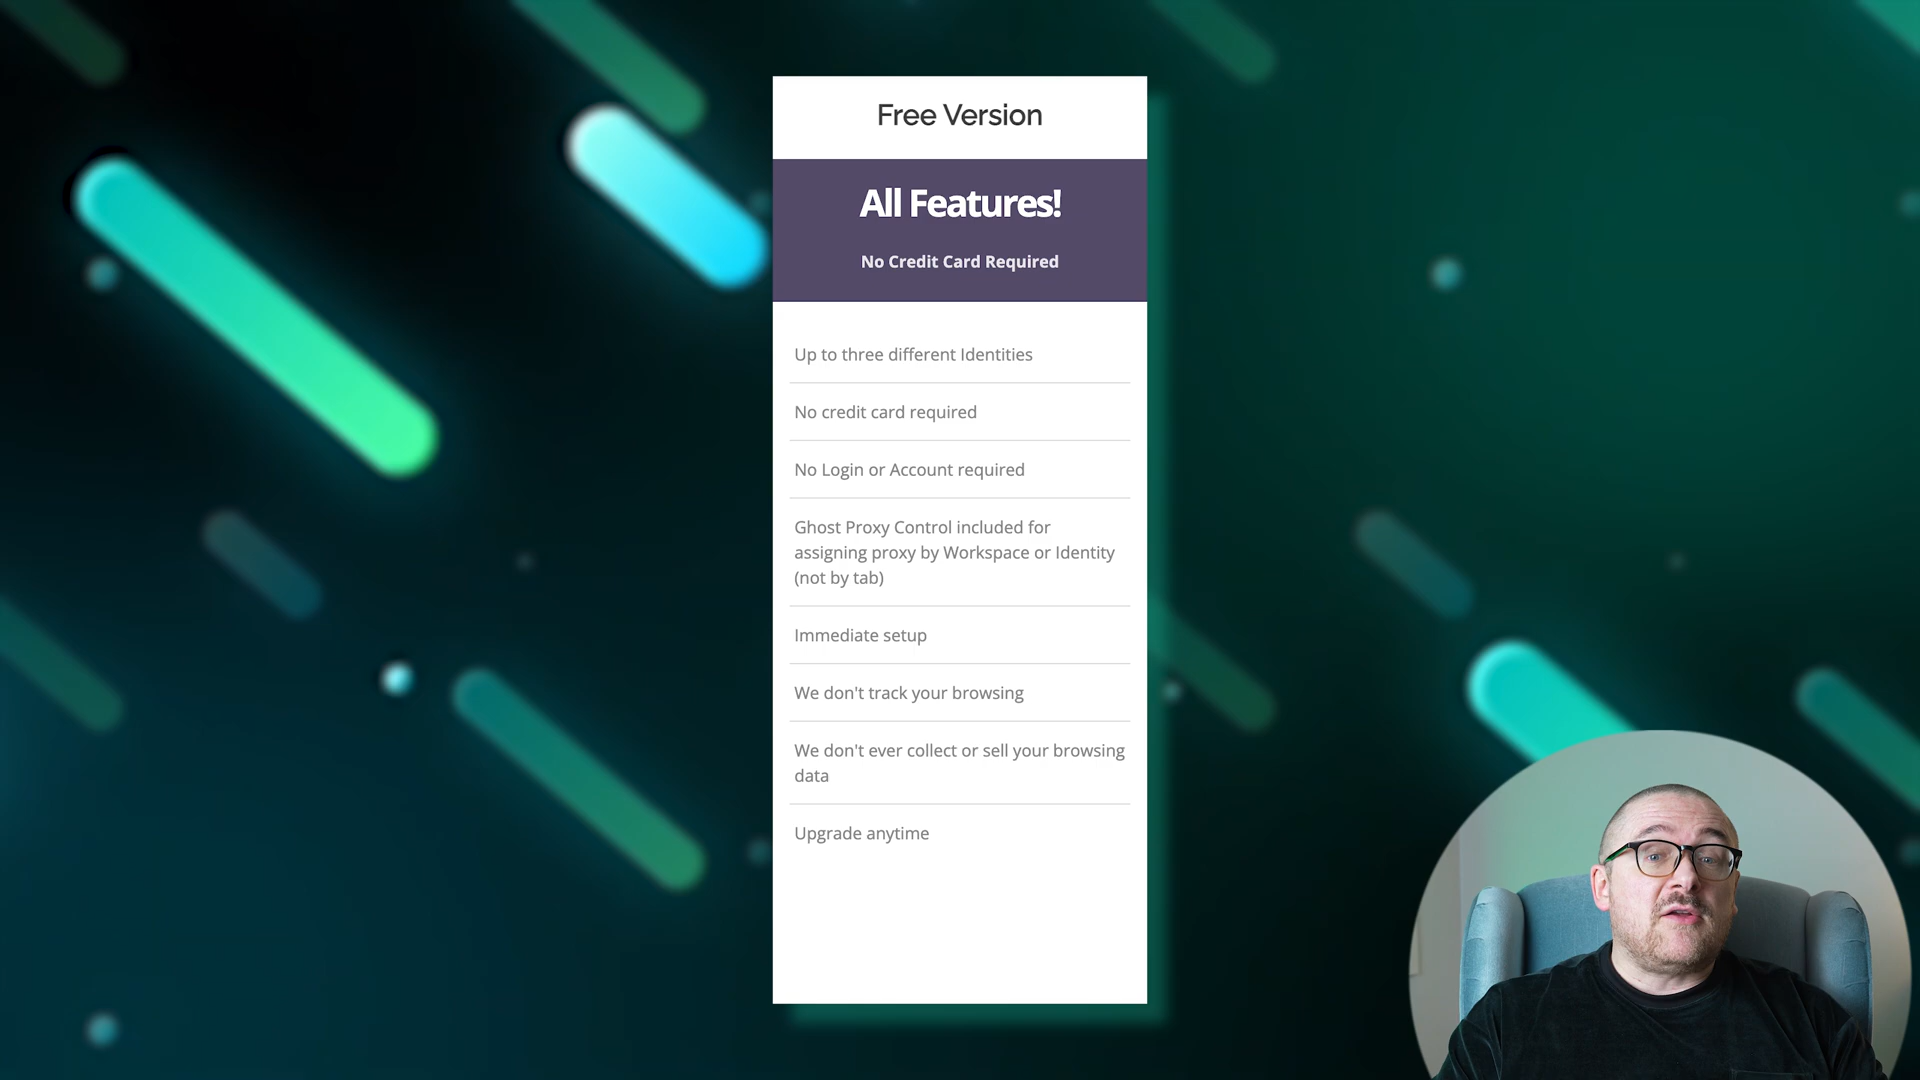 Free Version
All Features!
No Credit Card Required
Up to three different Identities
No credit card required
No Login or Account required
Ghost Proxy Control included for
assigning proxy by Workspace or Identity
(not by tab)
Immediate setup
We don't track your browsing
We don't ever collect or sell your browsing
data
Upgrade anytime